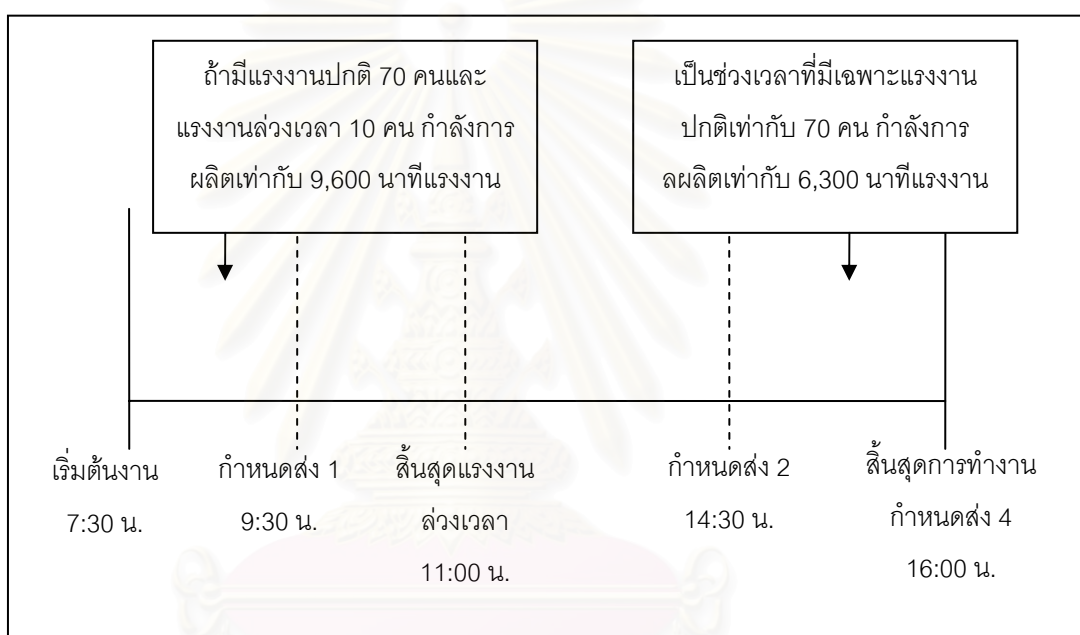 ถ้ามีแรงงานปกติ 70 คนและ
แรงงานล่วงเวลา 10 คน กำลังการ
ผลิตเท่ากับ 9,600 นาทีแรงงาน
เป็นช่วงเวลาที่มีเฉพาะแรงงาน
ปกติเท่ากับ 70 คน กำลังการ
ลผลิตเท่ากับ 6,300 นาทีแรงงาน
เริ่มต้นงาน
7:30 น.
กำหนดส่ง 1
9:30 น.
สิ้นสุดแรงงาน
ล่วงเวลา
11:00 น.
กำหนดส่ง 2
14:30 น.
สิ้นสุดการทำงาน
กำหนดส่ง 4
16:00 น.